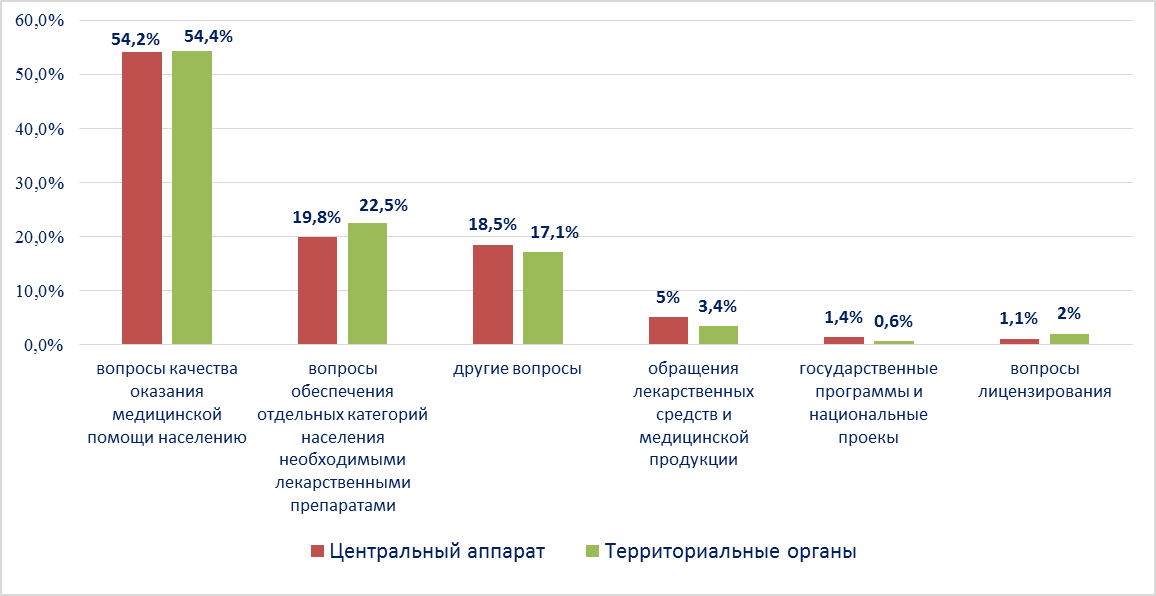 60,0%
50,0%
40,0%
30,0%
20,0%
10,0%
0,0%
54,2%
54,4%
19,8%
22,5%
18,5%
17,1%
5%
3,4%
1,4%
0,6%
1,1%
2%
вопросы качества
оказания
медицинской
помощи населению
вопросы
обеспечения
отдельных категорий
населения
необходимыми
лекарственными
препаратами
другие вопросы
обращения
лекарственных
средств и
медицинской
продукции
государственные
программы и
национальные
проекы
вопросы
лицензирования
Центральный аппарат
Территориальные органы